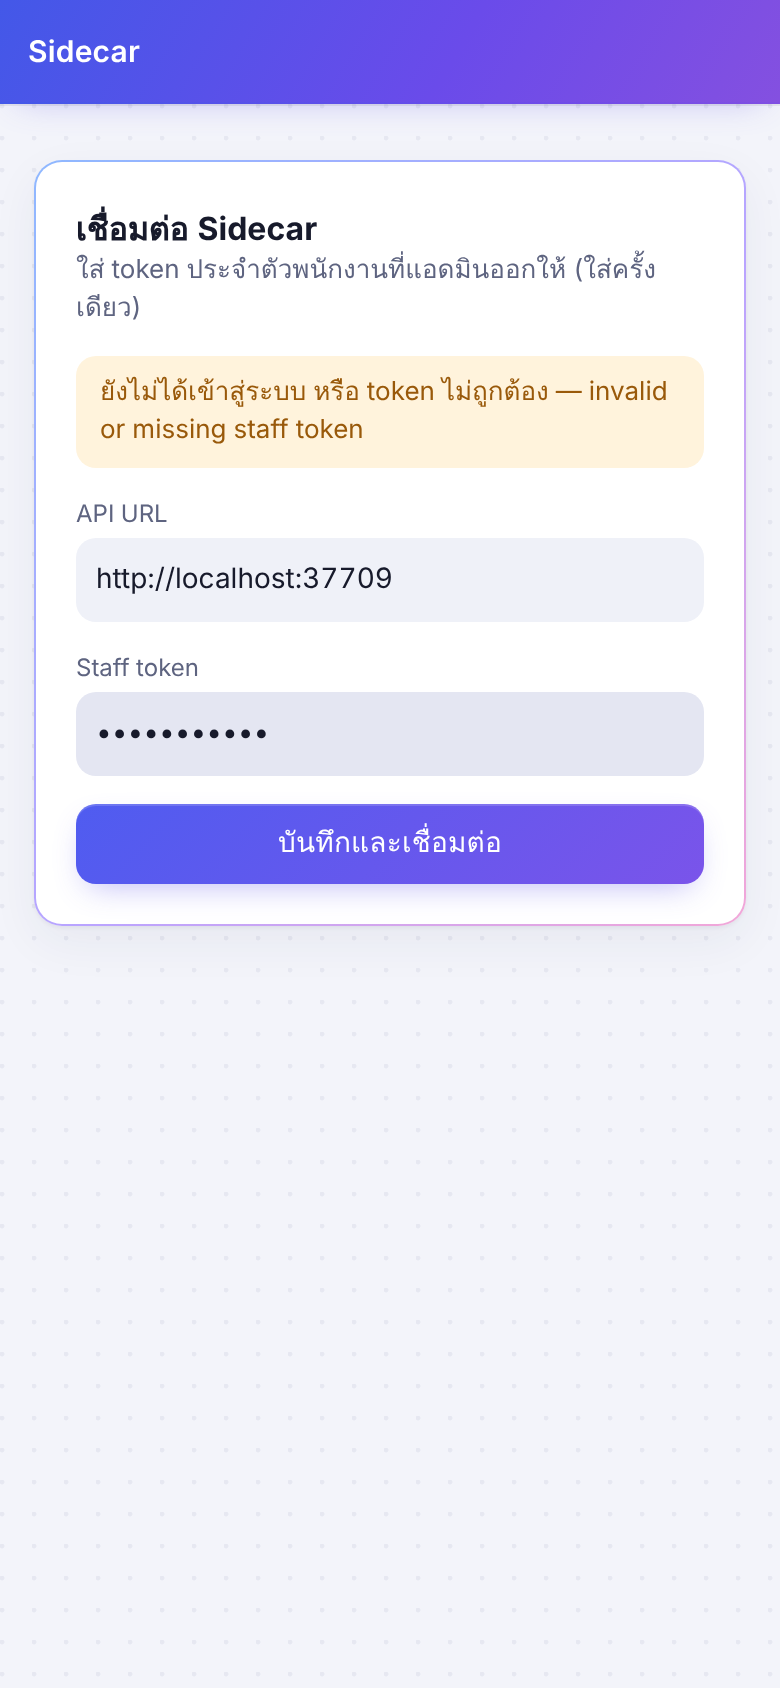 Sidecar
เชื่อมต่อ Sidecar
ใส่ token ประจำตัวพนักงานที่แอดมินออกให้ (ใส่ครั้ง
เดียว)
ยังไม่ได้เข้าสู่ระบบ หรือ token ไม่ถูกต้อง — invalid
or missing staff token
API URL
http://localhost:37709
Staff token
•••••••••••
บันทึกและเชื่อมต่อ